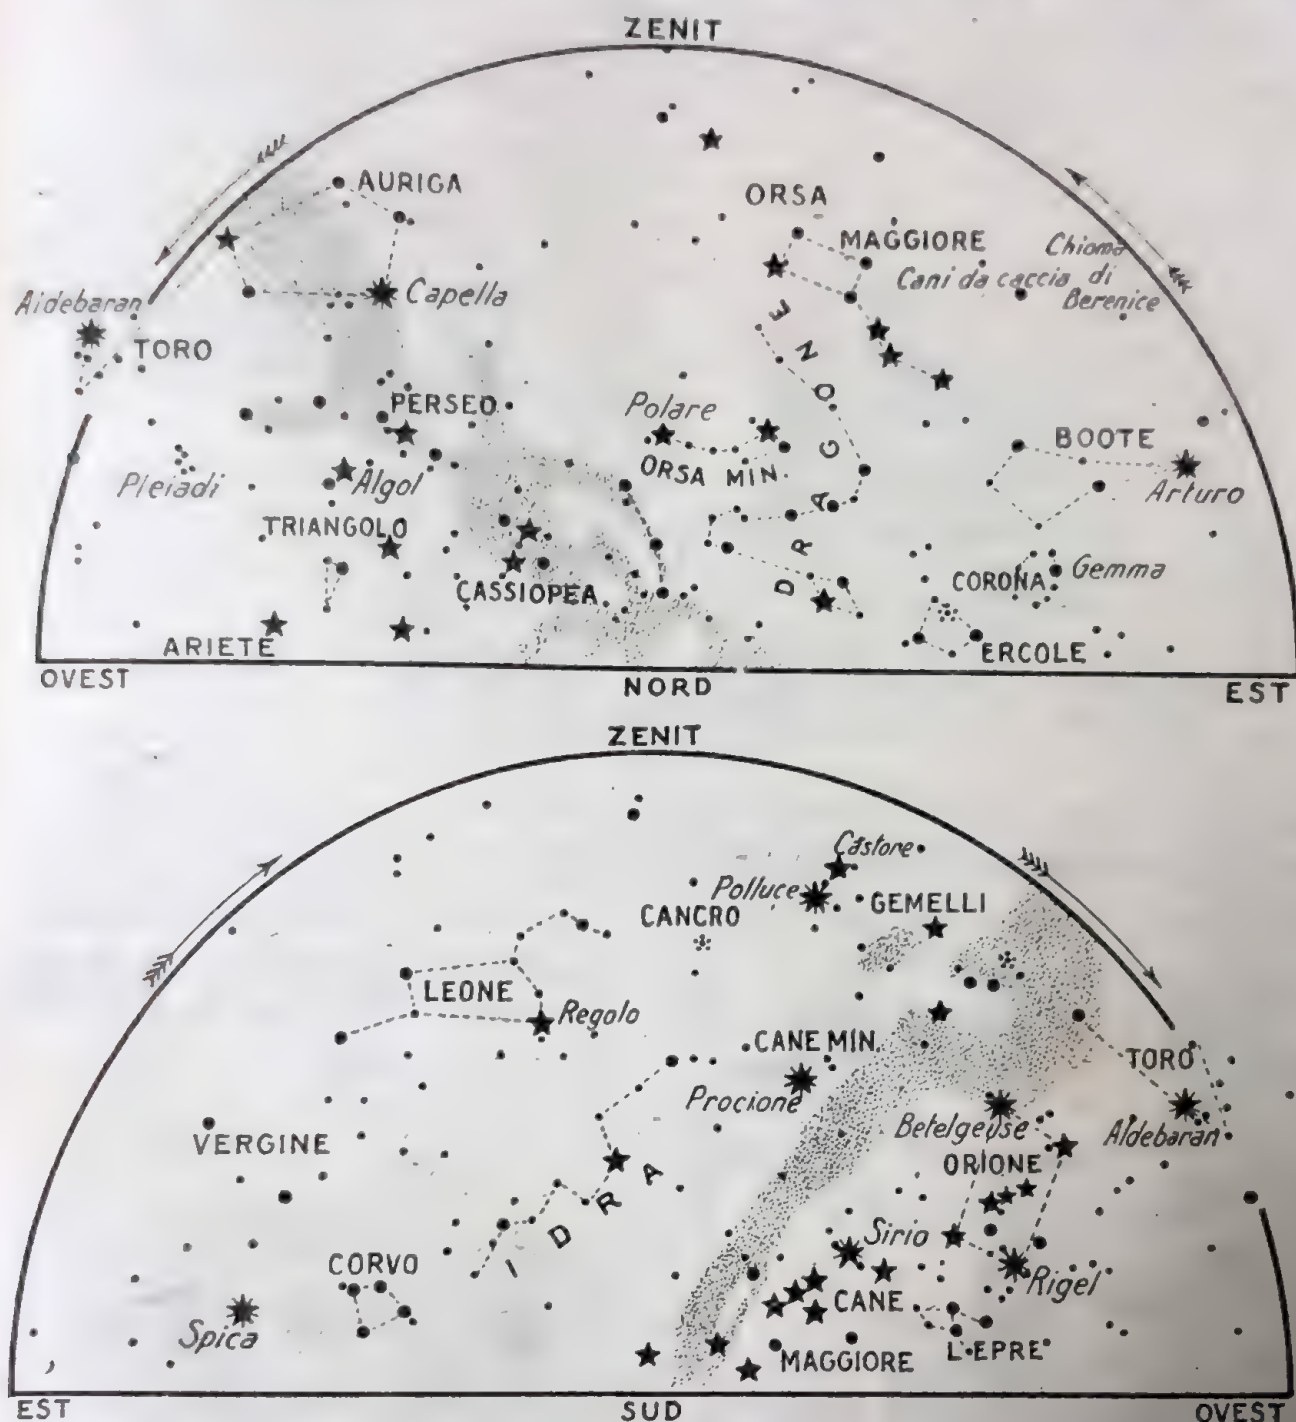 ZENIT
AURIGA
ORSA
MAGGIORE
Chioma
Cani da caccia di
Berenice
Aldebaran
Capella
TORO
PERSEO
Polare
DRAGONE
BOOTE
Pleiadi
Algol
ORSA MIN.
Arturo
TRIANGOLO
CASSIOPEA
CORONA
Gemma
ARIETE
ERCOLE
OVEST
NORD
EST
ZENIT
Castore
Polluce
GEMELLI
CANCRO
LEONE
Regolo
CANE MIN.
TORO
Procione
Betelgeuse
Aldebaran
VERGINE
ORIONE
IDRA
Sirio
CORVO
Rigel
Spica
CANE
MAGGIORE
LEPRE
EST
SUD
OVEST